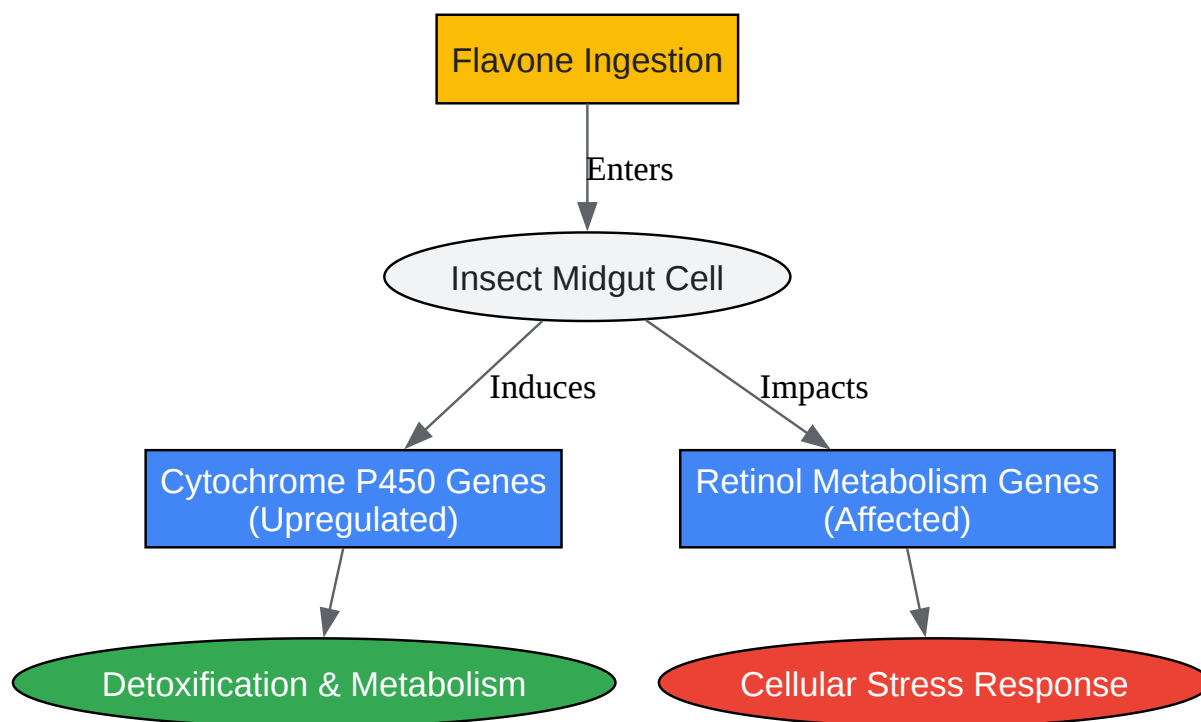 Flavone Ingestion
Enters
Insect Midgut Cell
Induces
Impacts
Cytochrome P450 Genes
(Upregulated)
Retinol Metabolism Genes
(Affected)
Detoxification & Metabolism
Cellular Stress Response